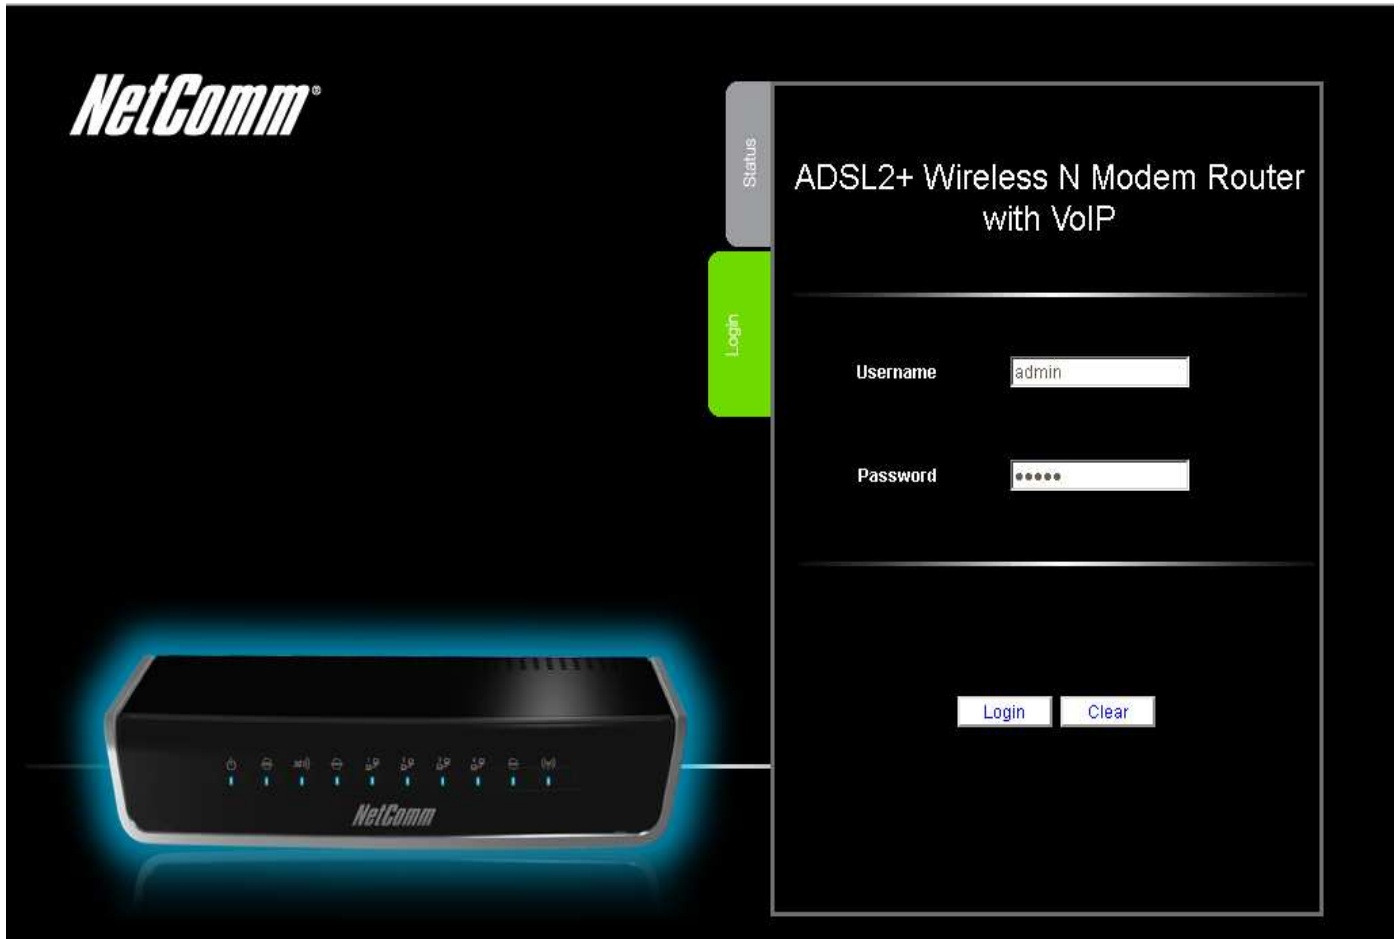 NetComm®
Status
ADSL2+ Wireless N Modem Router
with VoIP
Login
Username
admin
Password
•••••
Login
Clear
NetComm